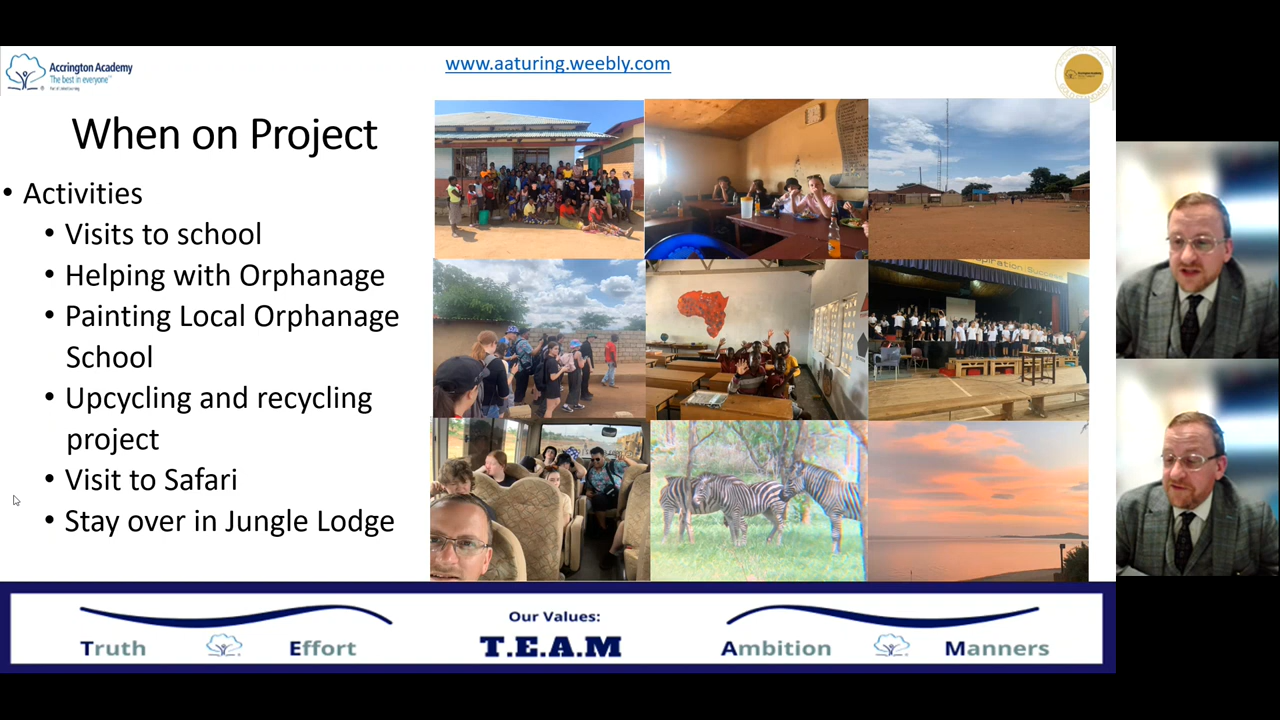 www.aaturing.weebly.com
Accrington Academy
The best in everyone™
When on Project
• Activities
• Visits to school
• Helping with Orphanage
• Painting Local Orphanage
School
• Upcycling and recycling
project
• Visit to Safari
• Stay over in Jungle Lodge
Our Values:
T.E.A.M
Truth
Effort
Ambition
Manners